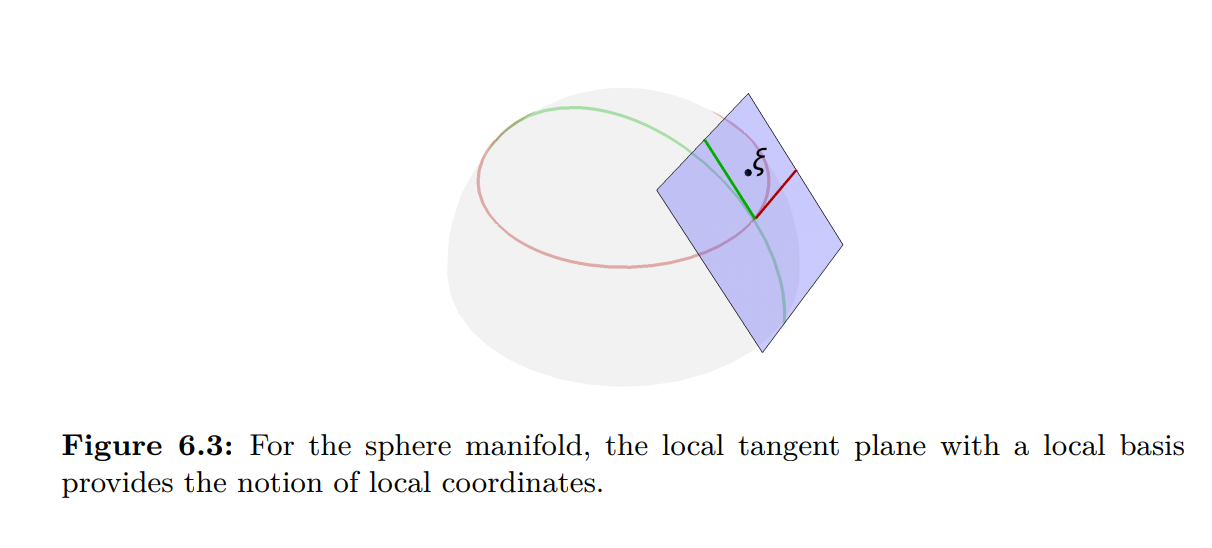 ξ
Figure 6.3: For the sphere manifold, the local tangent plane with a local basis
provides the notion of local coordinates.